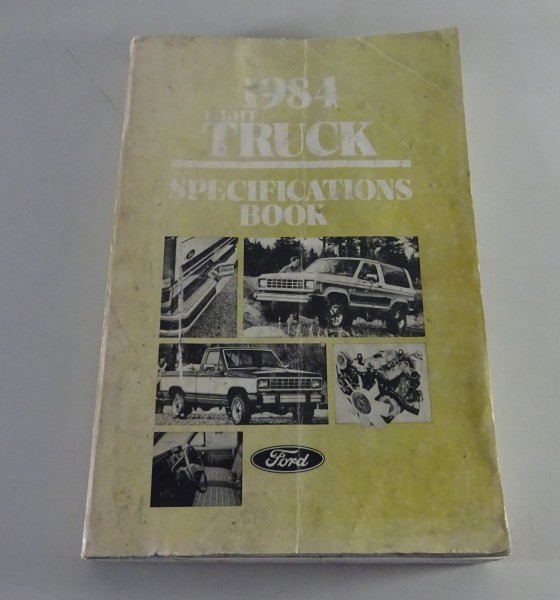 1984
LIGHT
TRUCK
SPECIFICATIONS
BOOK
Ford